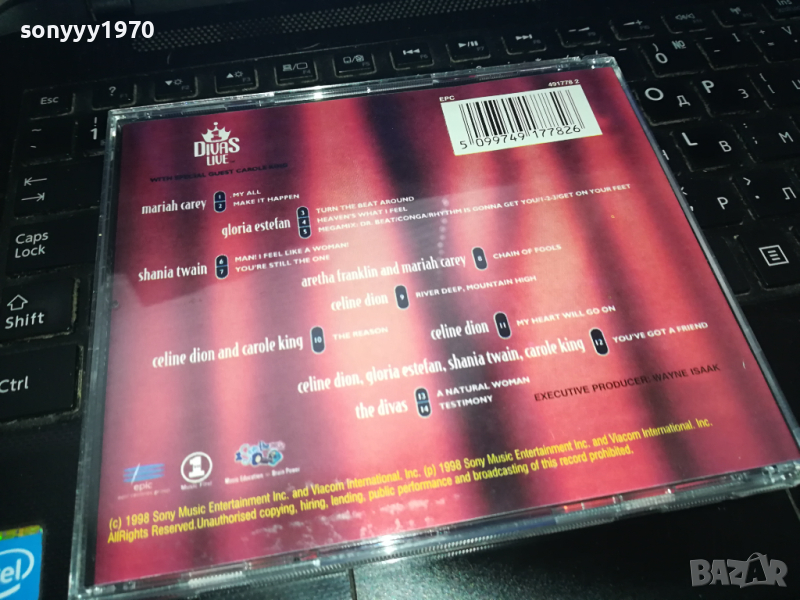 sonyyy1970
Esc
Caps
Lock
Shift
Ctrl
intel
EPC
491778 2
5 099749 177826
DIVAS
LIVE
WITH SPECIAL GUEST CAROLE KING
mariah carey
1 MY ALL
2 MAKE IT HAPPEN
gloria estefan
3 TURN THE BEAT AROUND
4 HEAVEN'S WHAT I FEEL
5 MEGAMIX: DR. BEAT/CONGA/RHYTHM IS GONNA GET YOU/1-2-3/GET ON YOUR FEET
shania twain
6 MAN! I FEEL LIKE A WOMAN!
7 YOU'RE STILL THE ONE
aretha franklin and mariah carey 8 CHAIN OF FOOLS
celine dion 9 RIVER DEEP, MOUNTAIN HIGH
celine dion and carole king 10 THE REASON
celine dion 11 MY HEART WILL GO ON
celine dion, gloria estefan, shania twain, carole king 12 YOU'VE GOT A FRIEND
the divas
13 A NATURAL WOMAN
14 TESTIMONY
EXECUTIVE PRODUCER: WAYNE ISAAK
epic
1
Music First
Music Education — Brain Power
(c) 1998 Sony Music Entertainment Inc. and Viacom International. Inc. (p) 1998 Sony Music Entertainment Inc. and Viacom International. Inc.
AllRights Reserved.Unauthorised copying, hiring, lending, public performance and broadcasting of this record prohibited.
BAZAR